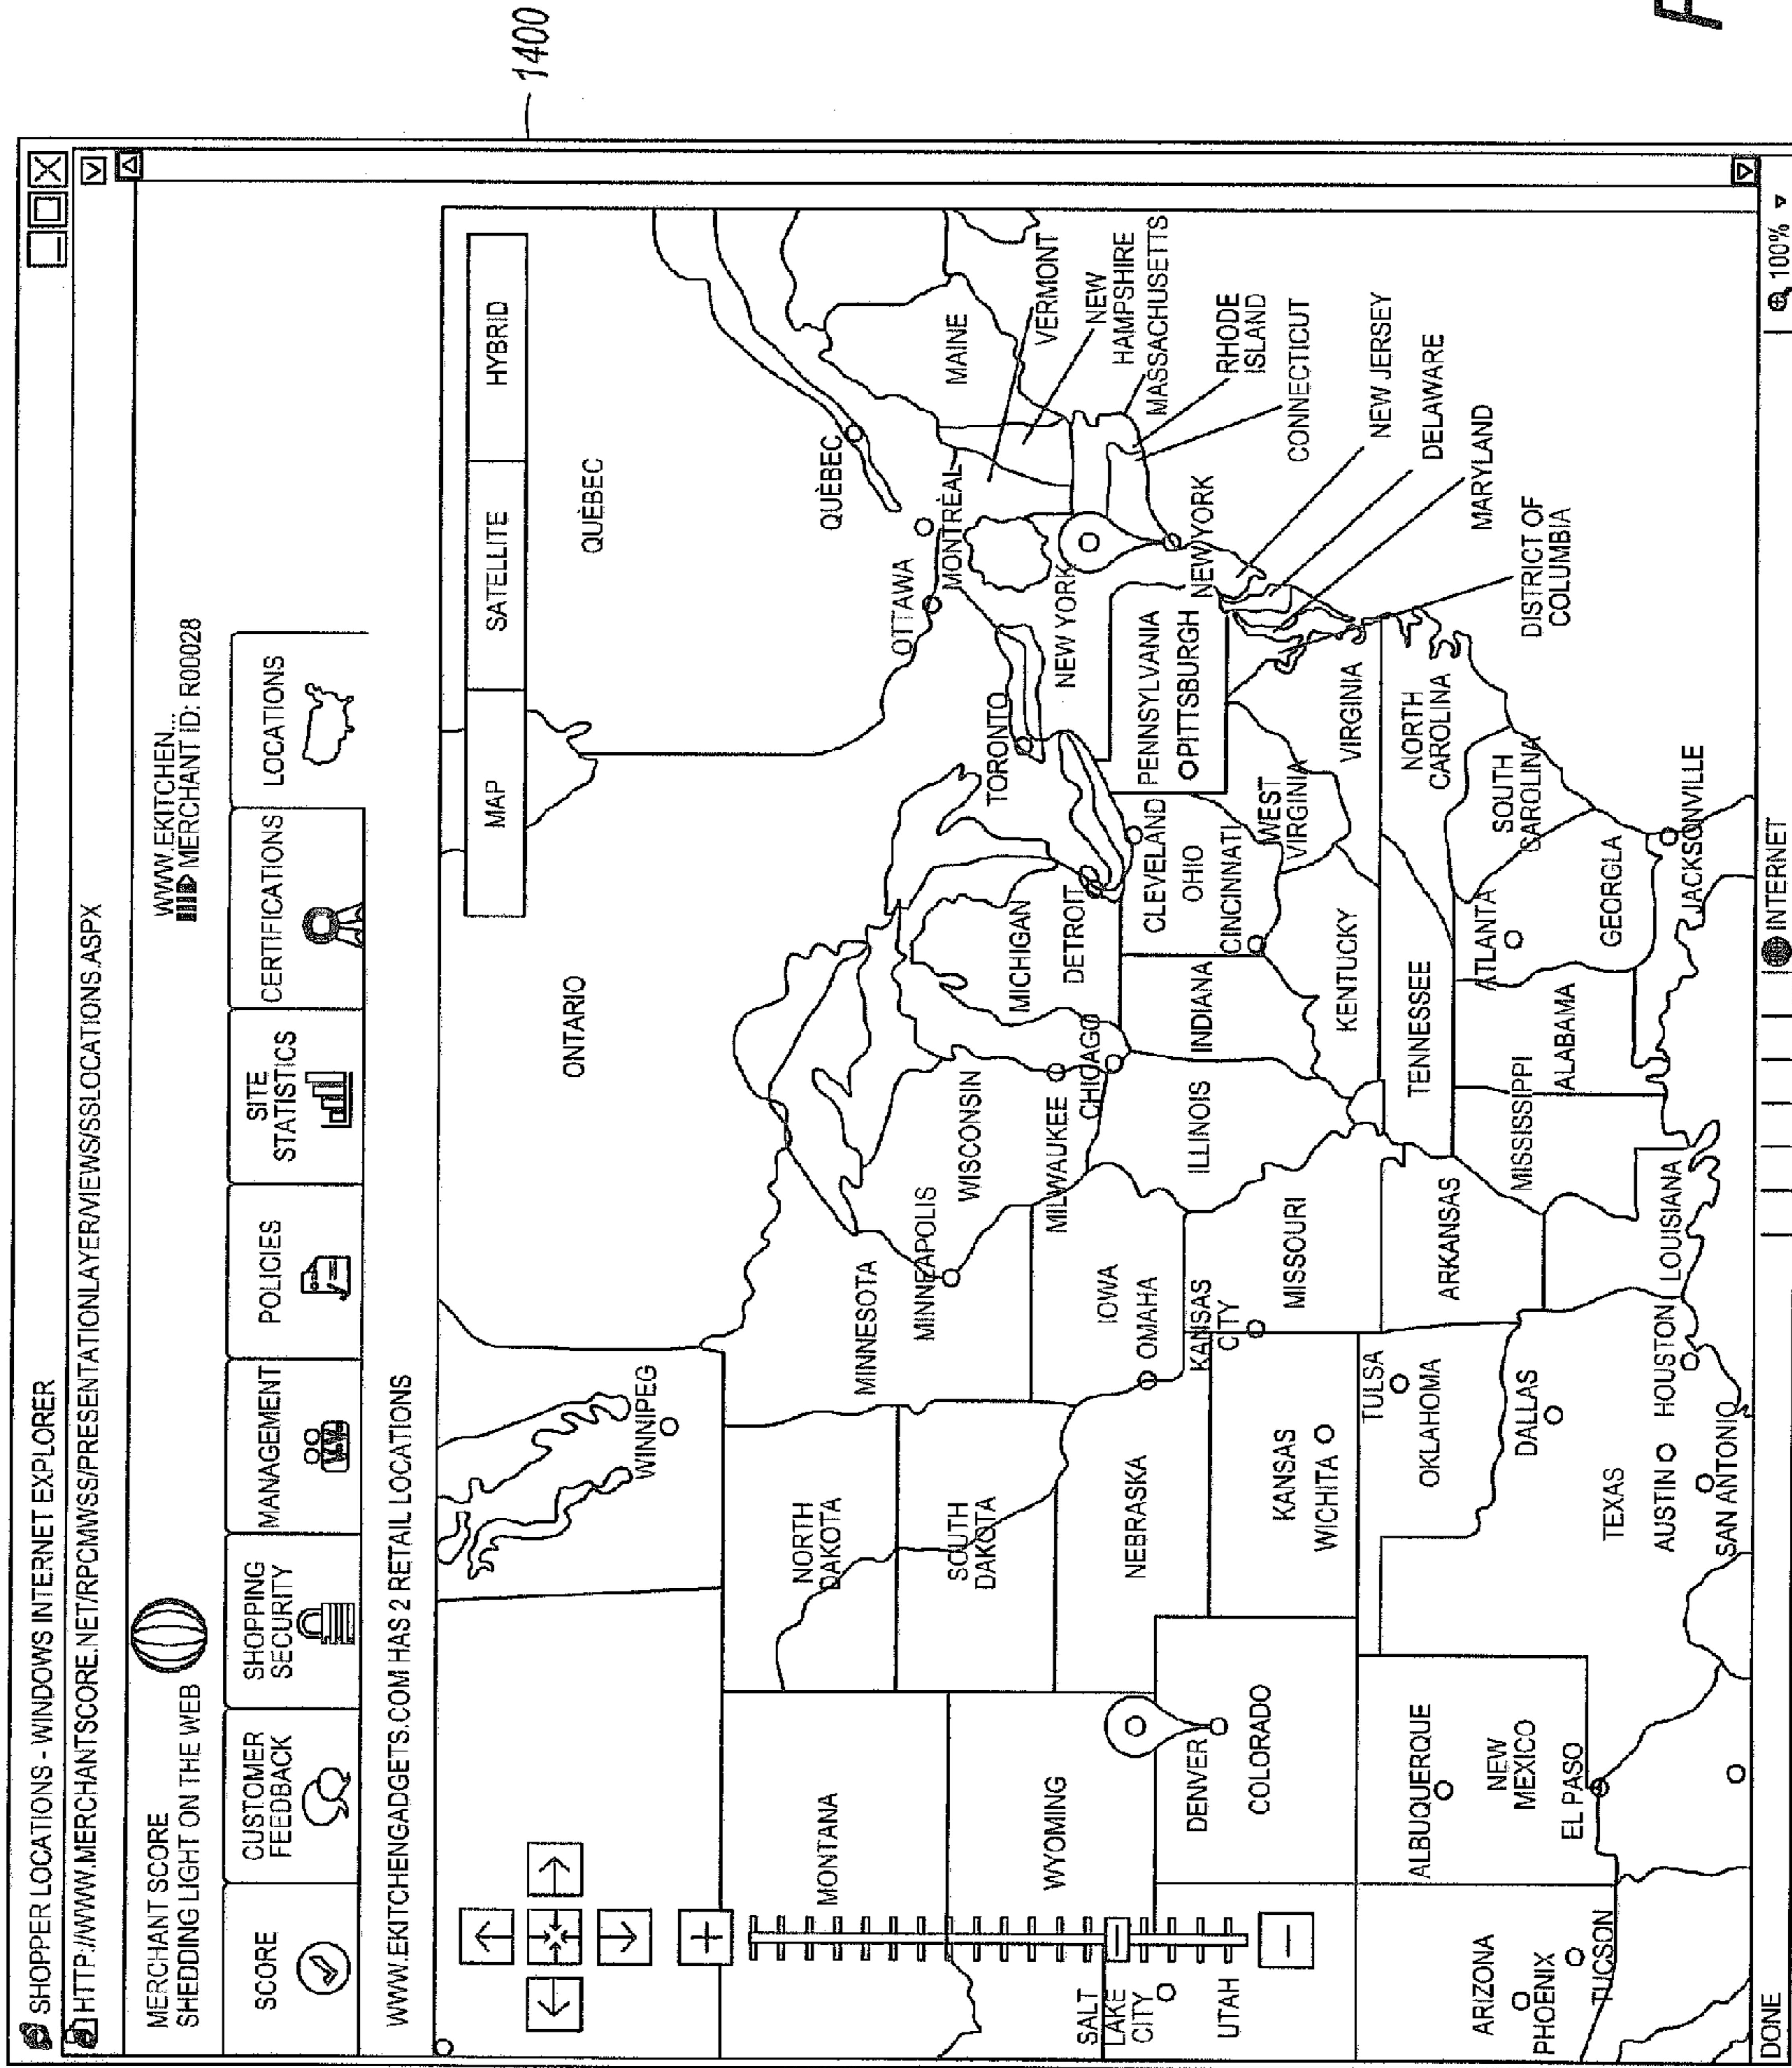 SHOPPER LOCATIONS - WINDOWS INTERNET EXPLORER
HTTP://WWW.MERCHANTSCORE.NET/RPCMWSS/PRESENTATIONLAYER/VIEWS/SSLOCATIONS.ASPX
MERCHANT SCORE
SHEDDING LIGHT ON THE WEB
WWW.EKITCHEN...
MERCHANT ID: R00028
SCORE
CUSTOMER
FEEDBACK
SHOPPING
SECURITY
MANAGEMENT
POLICIES
SITE
STATISTICS
CERTIFICATIONS
LOCATIONS
WWW.EKITCHENGADGETS.COM HAS 2 RETAIL LOCATIONS
1400
MAP
SATELLITE
HYBRID
ONTARIO
QUÈBEC
WINNIPEG
QUÈBEC
OTTAWA
MONTRÈAL
MAINE
VERMONT
NEW
HAMPSHIRE
MASSACHUSETTS
RHODE
ISLAND
CONNECTICUT
NEW JERSEY
DELAWARE
MARYLAND
DISTRICT OF
COLUMBIA
MONTANA
NORTH
DAKOTA
MINNESOTA
MINNEAPOLIS
WISCONSIN
MICHIGAN
TORONTO
NEW YORK
SOUTH
DAKOTA
WYOMING
MILWAUKEE
DETROIT
CHICAGO
IOWA
OMAHA
NEBRASKA
CLEVELAND
OHIO
PENNSYLVANIA
PITTSBURGH
NEW YORK
SALT
LAKE
CITY
UTAH
DENVER
COLORADO
KANSAS
WICHITA
KANSAS
CITY
MISSOURI
ILLINOIS
INDIANA
CINCINNATI
WEST
VIRGINIA
VIRGINIA
KENTUCKY
TULSA
OKLAHOMA
ARKANSAS
TENNESSEE
NORTH
CAROLINA
SOUTH
CAROLINA
ARIZONA
PHOENIX
TUCSON
ALBUQUERQUE
NEW
MEXICO
EL PASO
DALLAS
TEXAS
AUSTIN
HOUSTON
SAN ANTONIO
LOUISIANA
MISSISSIPPI
ALABAMA
ATLANTA
GEORGLA
JACKSONVILLE
DONE
INTERNET
100%